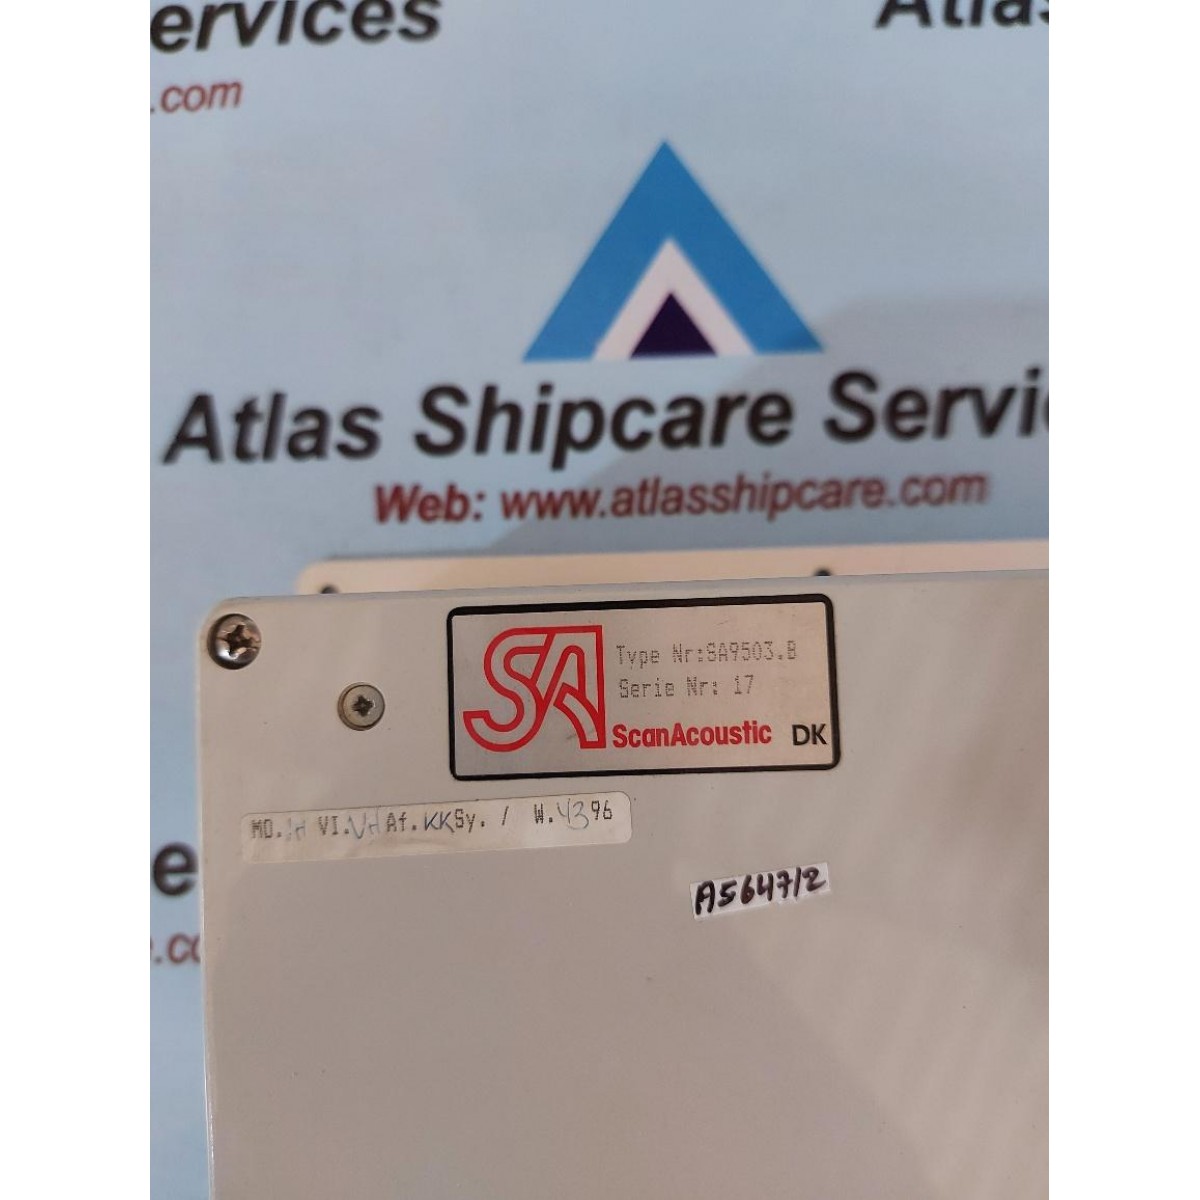 ervices
Atlas
.com
Atlas Shipcare Servic
Web: www.atlasshipcare.com
SA
Type Nr:SA9503.B
Serie Nr: 17
ScanAcoustic DK
MO. VI. Af.KKSy. / W.4396
A5647/2
e